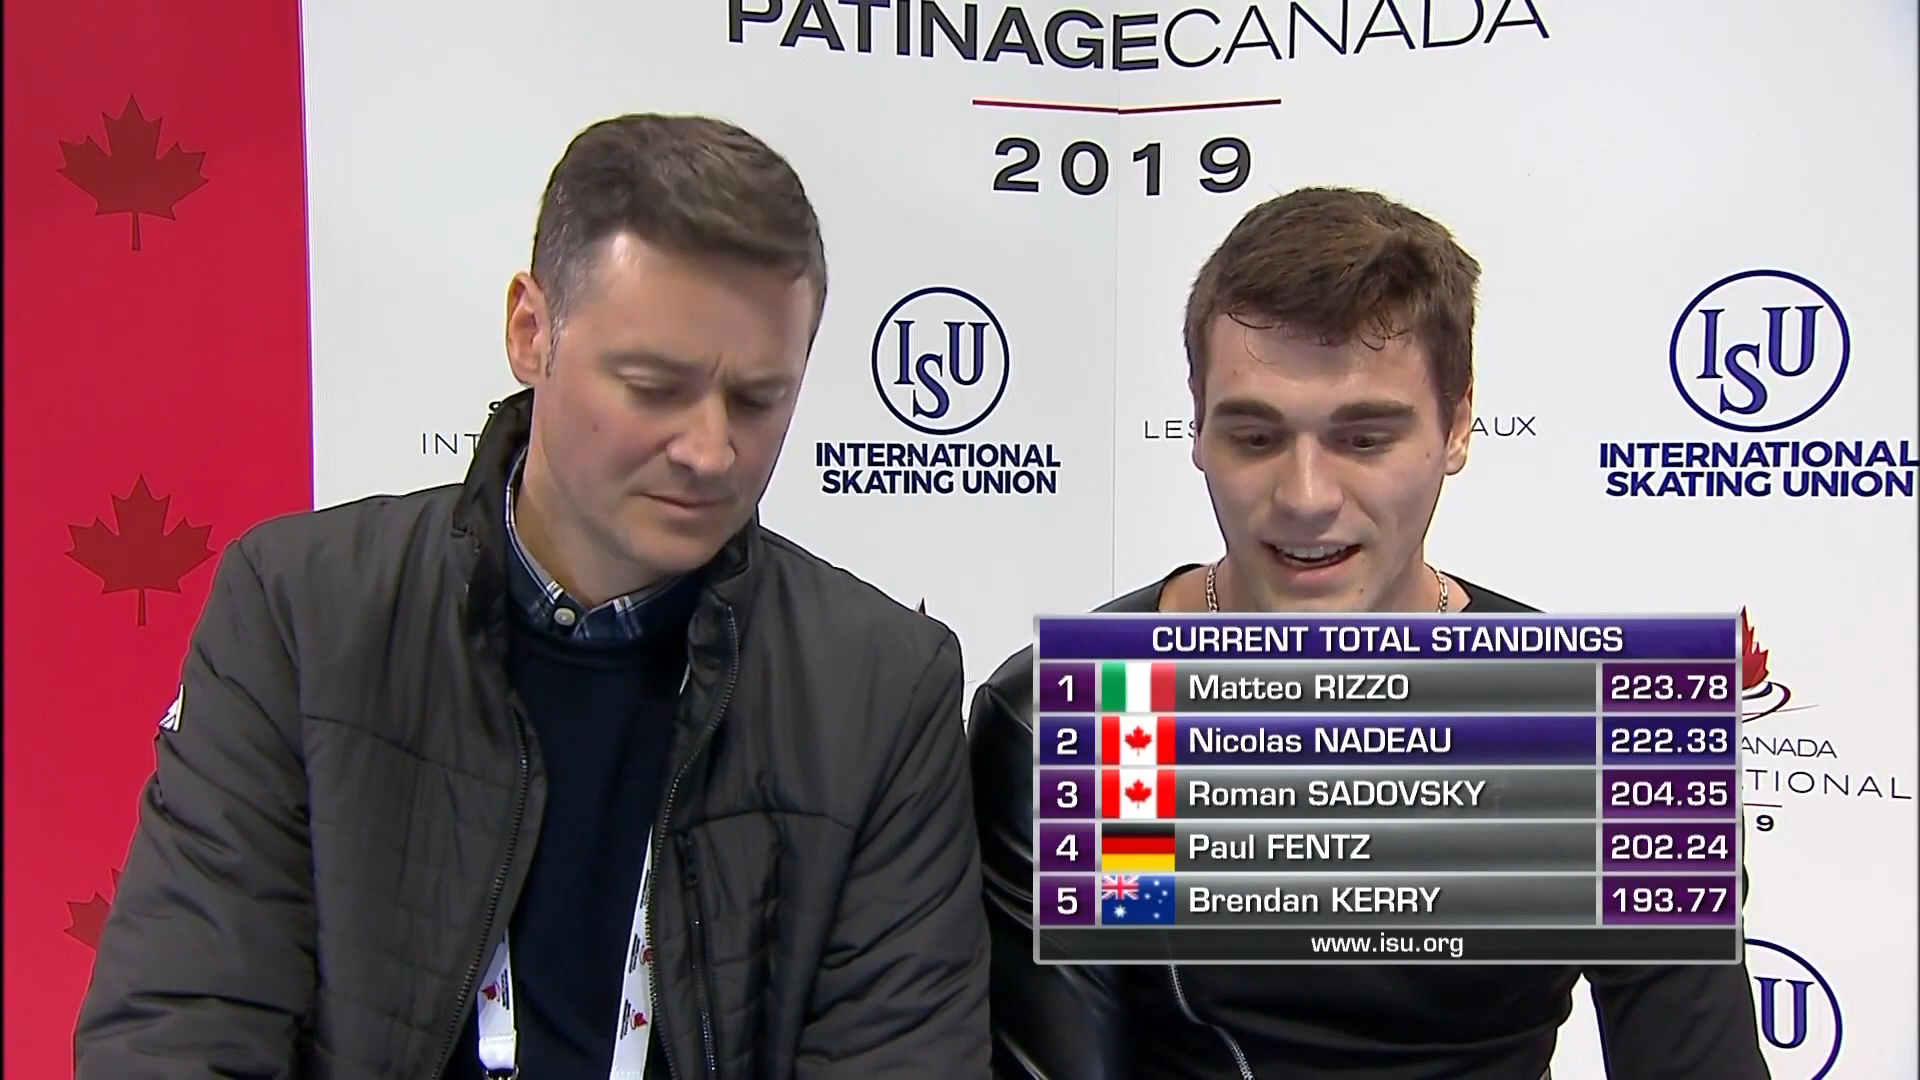 PATINAGECANADA
2019
ISU
INTERNATIONAL
SKATING UNION
ISU
INTERNATIONAL
SKATING UNION
CURRENT TOTAL STANDINGS
1 Matteo RIZZO 223.78
2 Nicolas NADEAU 222.33
3 Roman SADOVSKY 204.35
4 Paul FENTZ 202.24
5 Brendan KERRY 193.77
www.isu.org